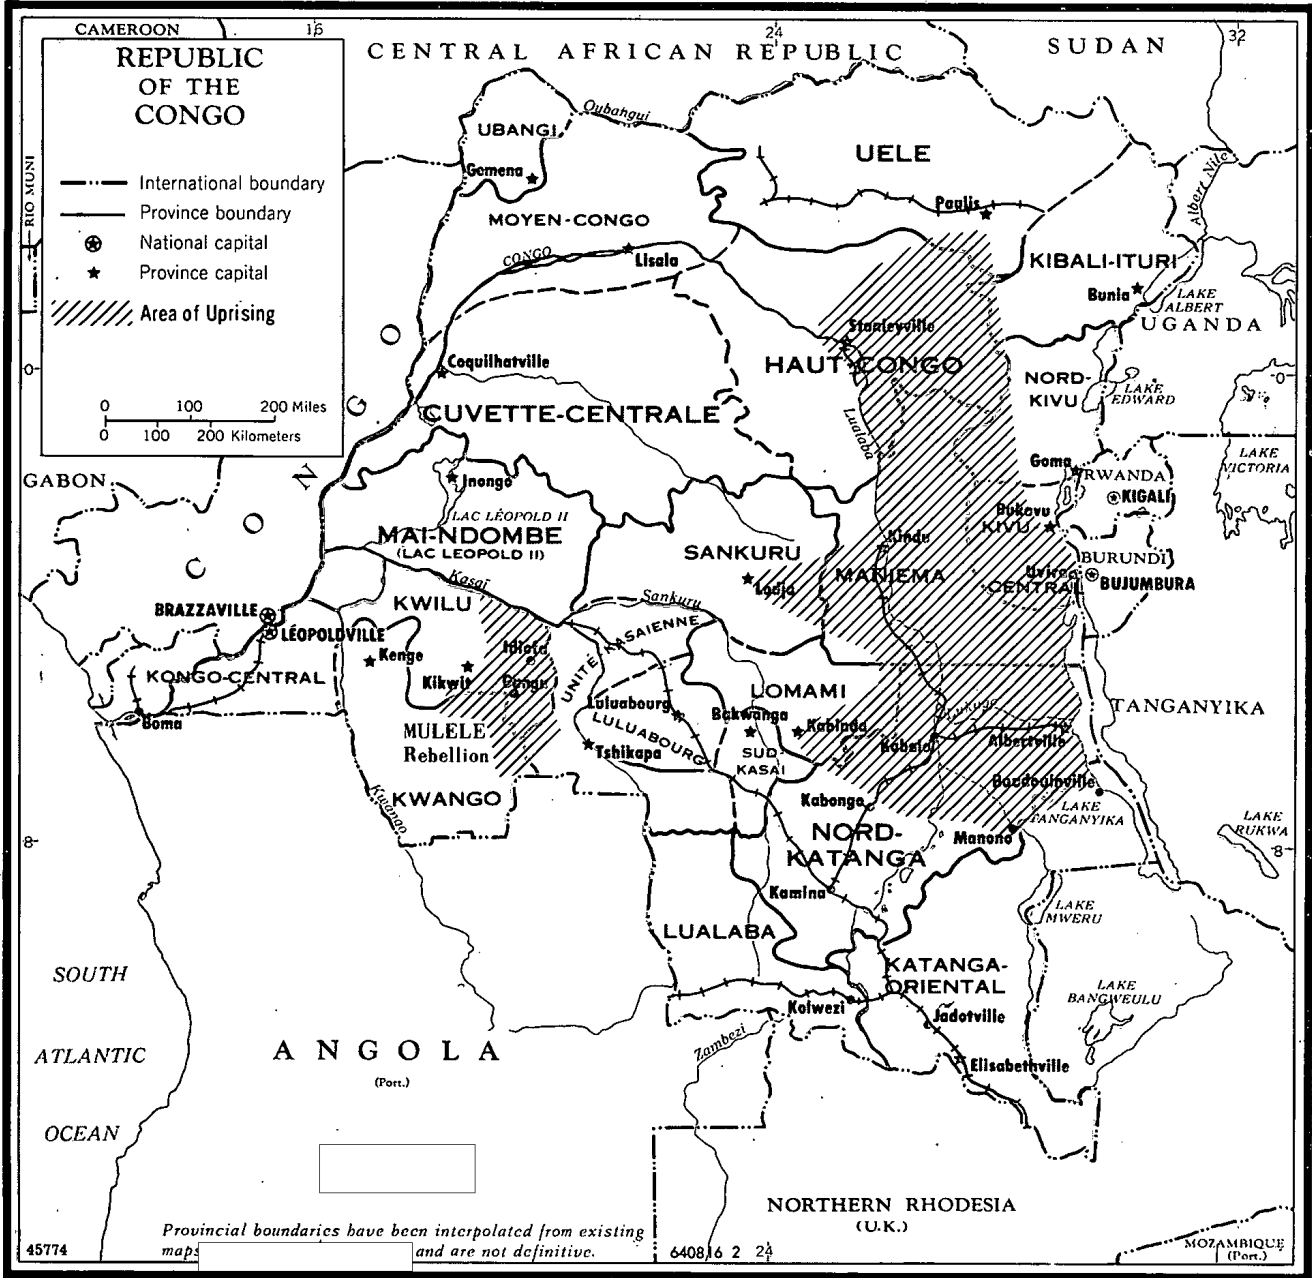 CAMEROON
16
24
32
CENTRAL AFRICAN REPUBLIC
SUDAN
REPUBLIC
OF THE
CONGO
International boundary
Province boundary
National capital
Province capital
Area of Uprising
0 100 200 Miles
0 100 200 Kilometers
RIO MUNI
Oubangui
UBANGI
Gemena
UELE
Paulis
Albert Nile
MOYEN-CONGO
CONGO
Lisala
KIBALI-ITURI
Bunia
LAKE
ALBERT
UGANDA
Stanleyville
HAUT CONGO
0
0
Coquilhatville
CUVETTE-CENTRALE
NORD-
KIVU
LAKE
EDWARD
Lualaba
CONGO
GABON
Inongo
LAC LÉOPOLD II
MAI-NDOMBE
(LAC LEOPOLD II)
Goma
RWANDA
KIGALI
LAKE
VICTORIA
Bukavu
KIVU
CENTRAL
Kindu
SANKURU
Lodja
MANIEMA
Uvira
BURUNDI
BUJUMBURA
Kasai
Sankuru
KWILU
BRAZZAVILLE
LÉOPOLDVILLE
Kenge
Kikwit
Idiofa
UNITÉ KASAIENNE
KONGO-CENTRAL
Boma
Luluabourg
LULUABOURG
Tshikapa
LOMAMI
Bakwanga
Kabinda
SUD
KASAI
Lukuga
Kabalo
Albertville
TANGANYIKA
MULELE
Rebellion
KWANGO
Kwango
Baudouinville
LAKE
TANGANYIKA
Kabongo
NORD-
KATANGA
Manono
LAKE
RUKWA
8
8
Kamina
LUALABA
LAKE
MWERU
KATANGA-
ORIENTAL
Kolwezi
Jadotville
LAKE
BANGWEULU
Elisabethville
Zambezi
SOUTH
ATLANTIC
OCEAN
ANGOLA
(Port.)
NORTHERN RHODESIA
(U.K.)
Provincial boundaries have been interpolated from existing
maps and are not definitive.
45774
640816 2
24
MOZAMBIQUE
(Port.)